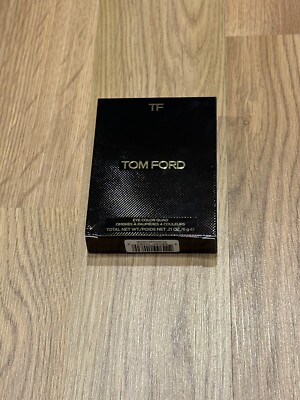 TF
TOM FORD
EYE COLOR QUAD
OMBRES À PAUPIÈRES 4 COULEURS
TOTAL NET WT./POIDS NET .21 OZ./6 g ℮